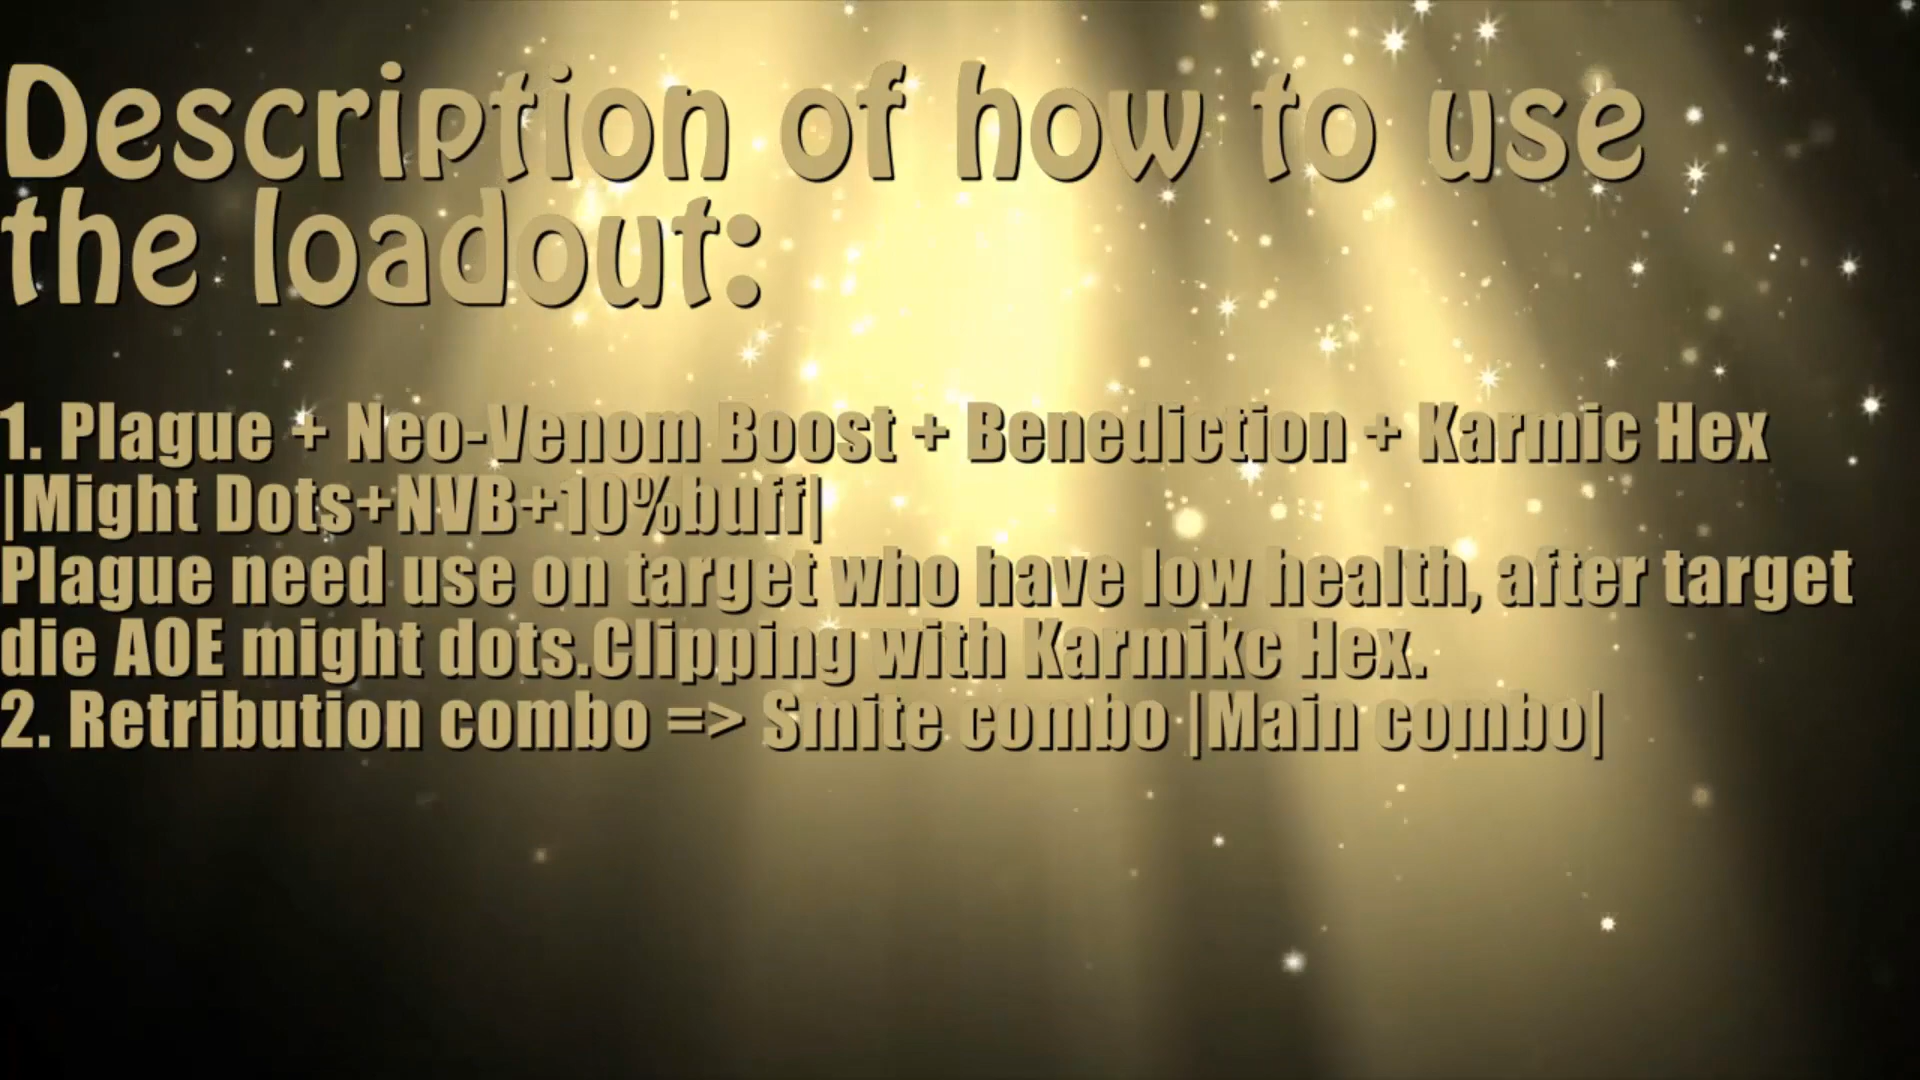 Description of how to use
the loadout:
1. Plague + Neo-Venom Boost + Benediction + Karmic Hex
|Might Dots+NVB+10%buff|
Plague need use on target who have low health, after target
die AOE might dots.Clipping with Karmikc Hex.
2. Retribution combo => Smite combo |Main combo|